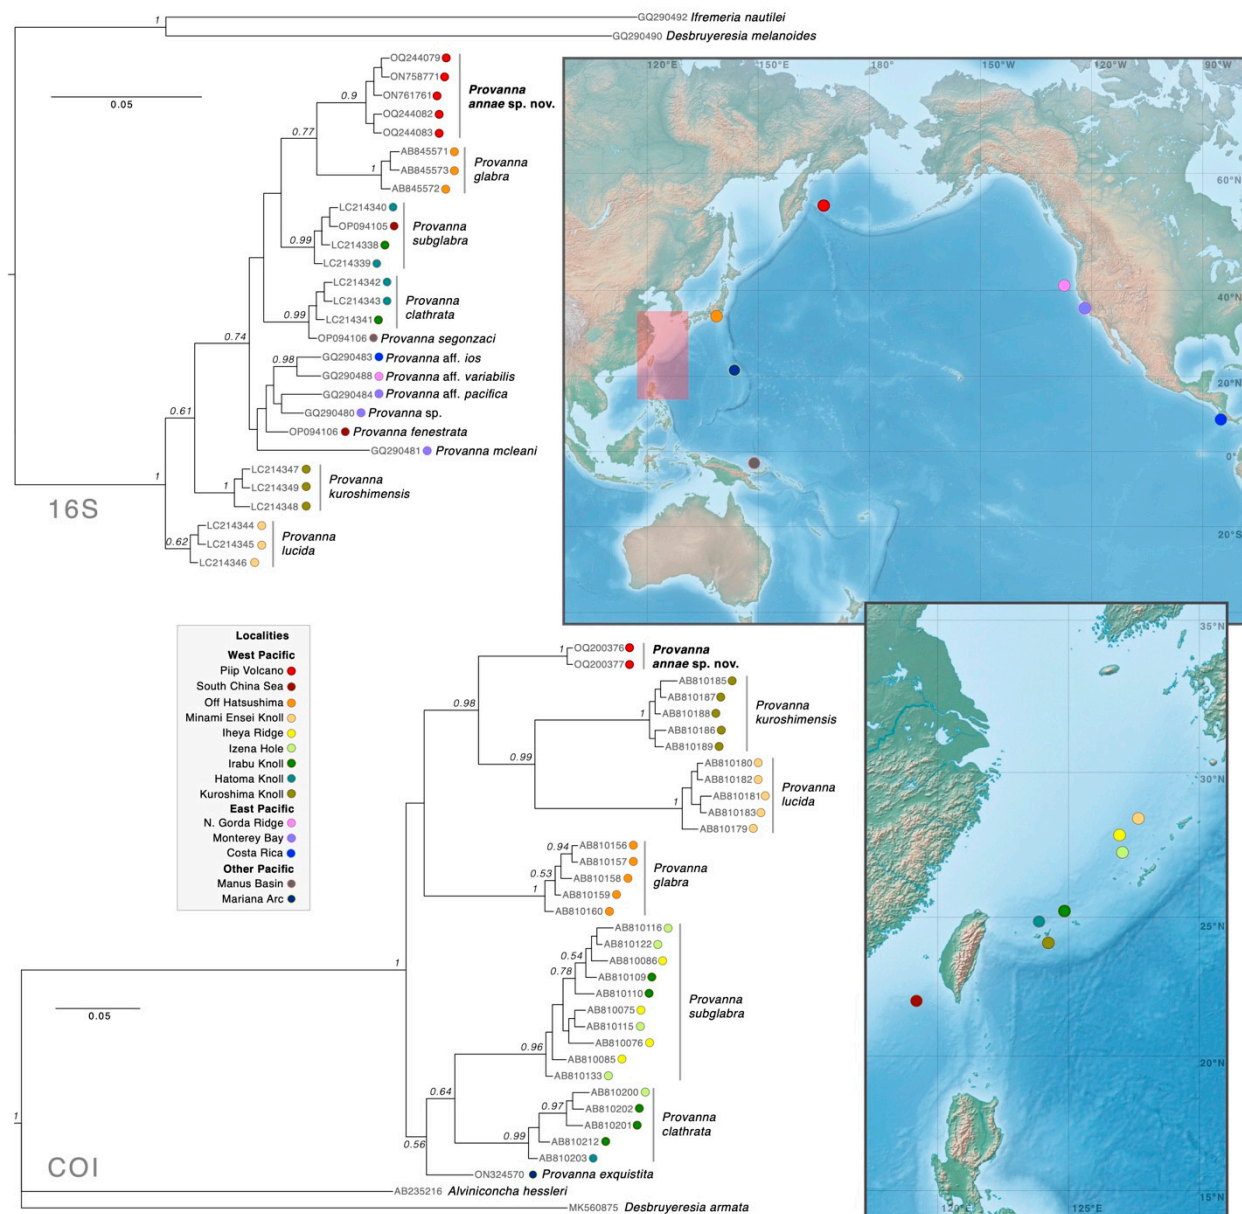 1
GQ290492 Ifremeria nautilei
GQ290490 Desbruyeresia melanoides
0.05
OQ244079
ON758771
0.9
ON761761
OQ244082
OQ244083
Provanna
annae sp. nov.
0.77
AB845571
1
AB845573
AB845572
Provanna
glabra
LC214340
OP094105
0.99
LC214338
LC214339
Provanna
subglabra
LC214342
LC214343
0.99
LC214341
Provanna
clathrata
OP094106 Provanna segonzaci
0.74
0.98
GQ290483 Provanna aff. ios
GQ290488 Provanna aff. variabilis
GQ290484 Provanna aff. pacifica
GQ290480 Provanna sp.
OP094106 Provanna fenestrata
GQ290481 Provanna mcleani
0.61
1
LC214347
1
LC214349
LC214348
Provanna
kuroshimensis
16S
LC214344
0.62
LC214345
LC214346
Provanna
lucida
120°E
150°E
180°
150°W
120°W
90°W
60°N
40°N
20°N
0°
20°S
Localities
West Pacific
Piip Volcano
South China Sea
Off Hatsushima
Minami Ensei Knoll
Iheya Ridge
Izena Hole
Irabu Knoll
Hatoma Knoll
Kuroshima Knoll
East Pacific
N. Gorda Ridge
Monterey Bay
Costa Rica
Other Pacific
Manus Basin
Mariana Arc
1
OQ200376
OQ200377
Provanna
annae sp. nov.
0.98
AB810185
AB810187
1
AB810188
AB810186
AB810189
Provanna
kuroshimensis
0.99
AB810180
AB810182
1
AB810181
AB810183
AB810179
Provanna
lucida
0.94
AB810156
AB810157
0.53
AB810158
1
AB810159
AB810160
Provanna
glabra
AB810116
AB810122
0.54
AB810086
0.78
AB810109
AB810110
AB810075
AB810115
0.96
AB810076
AB810085
AB810133
Provanna
subglabra
1
0.05
0.64
AB810200
0.97
AB810202
AB810201
0.99
AB810212
AB810203
Provanna
clathrata
0.56
ON324570 Provanna exquistita
1
COI
AB235216 Alviniconcha hessleri
MK560875 Desbruyeresia armata
35°N
30°N
25°N
20°N
15°N
120°E
125°E